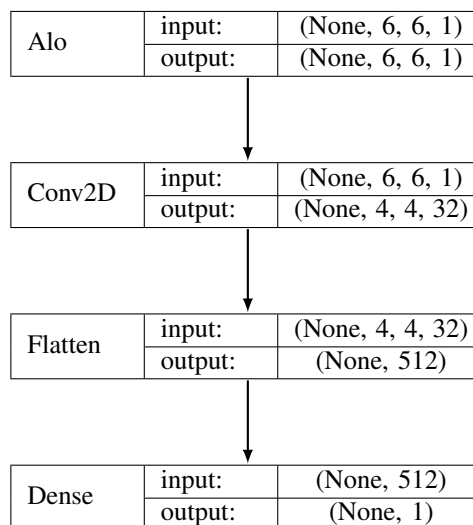 Alo
input: (None, 6, 6, 1)
output: (None, 6, 6, 1)
Conv2D
input: (None, 6, 6, 1)
output: (None, 4, 4, 32)
Flatten
input: (None, 4, 4, 32)
output: (None, 512)
Dense
input: (None, 512)
output: (None, 1)